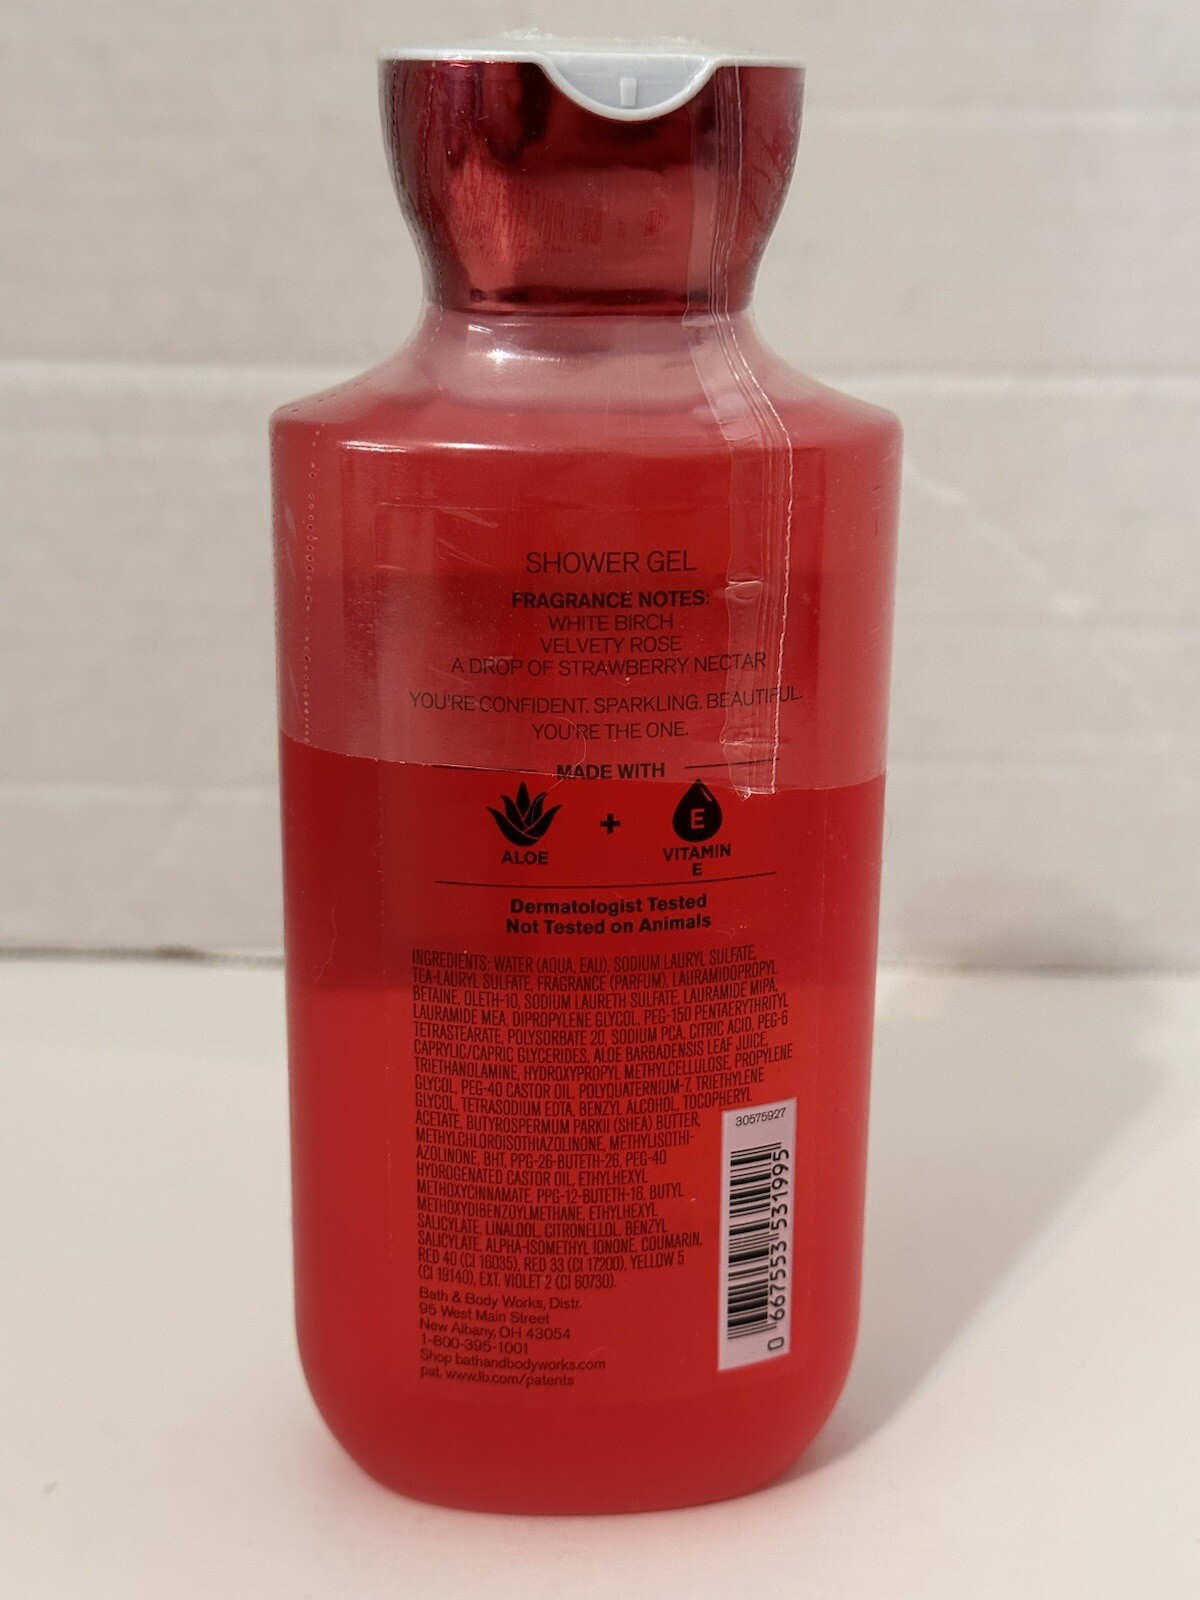 SHOWER GEL
FRAGRANCE NOTES:
WHITE BIRCH
VELVETY ROSE
A DROP OF STRAWBERRY NECTAR
YOU'RE CONFIDENT. SPARKLING. BEAUTIFUL.
YOU'RE THE ONE.
MADE WITH
E
+
ALOE
VITAMIN
E
Dermatologist Tested
Not Tested on Animals
INGREDIENTS: WATER (AQUA, EAU), SODIUM LAURYL SULFATE,
TEA-LAURYL SULFATE, FRAGRANCE (PARFUM), LAURAMIDOPROPYL
BETAINE, OLETH-10, SODIUM LAURETH SULFATE, LAURAMIDE MIPA,
LAURAMIDE MEA, DIPROPYLENE GLYCOL, PEG-150 PENTAERYTHRITYL
TETRASTEARATE, POLYSORBATE 20, SODIUM PCA, CITRIC ACID, PEG-6
CAPRYLIC/CAPRIC GLYCERIDES, ALOE BARBADENSIS LEAF JUICE,
TRIETHANOLAMINE, HYDROXYPROPYL METHYLCELLULOSE, PROPYLENE
GLYCOL, PEG-40 CASTOR OIL, POLYQUATERNIUM-7, TRIETHYLENE
GLYCOL, TETRASODIUM EDTA, BENZYL ALCOHOL, TOCOPHERYL
ACETATE, BUTYROSPERMUM PARKII (SHEA) BUTTER,
METHYLCHLOROISOTHIAZOLINONE, METHYLISOTHI-
AZOLINONE, BHT, PPG-26-BUTETH-26, PEG-40
HYDROGENATED CASTOR OIL, ETHYLHEXYL
METHOXYCINNAMATE, PPG-12-BUTETH-16, BUTYL
METHOXYDIBENZOYLMETHANE, ETHYLHEXYL
SALICYLATE, LINALOOL, CITRONELLOL, BENZYL
SALICYLATE, ALPHA-ISOMETHYL IONONE, COUMARIN,
RED 40 (CI 16035), RED 33 (CI 17200), YELLOW 5
(CI 19140), EXT. VIOLET 2 (CI 60730).
Bath & Body Works, Distr.
95 West Main Street
New Albany, OH 43054
1-800-395-1001
Shop bathandbodyworks.com
pat. www.lb.com/patents
30575927
0 667553 531995